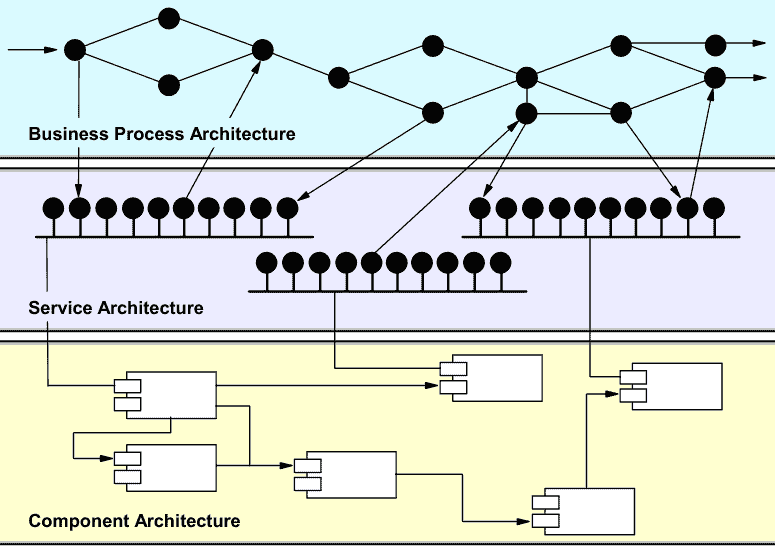 Business Process Architecture
Service Architecture
Component Architecture